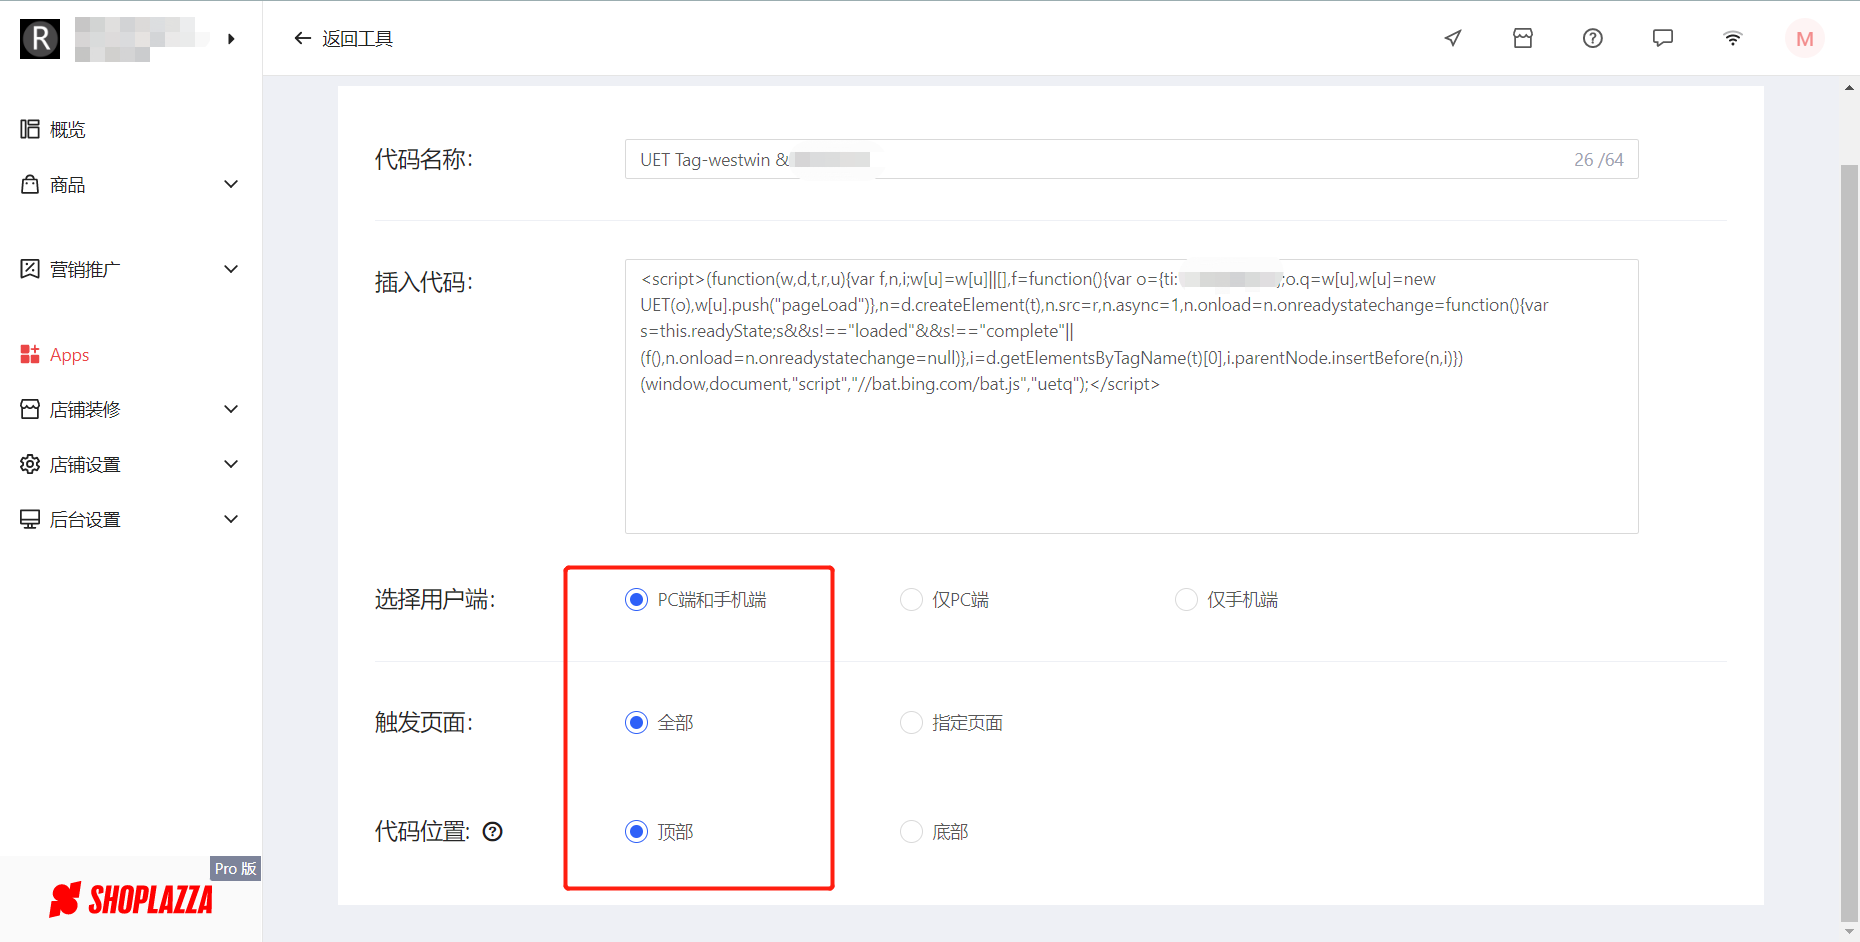 R
返回工具
M
概览
商品
营销推广
Apps
店铺装修
店铺设置
后台设置
Pro 版
SHOPLAZZA
代码名称:
UET Tag-westwin &
26 /64
插入代码:
<script>(function(w,d,t,r,u){var f,n,i;w[u]=w[u]||[],f=function(){var o={ti: ;o.q=w[u],w[u]=new
UET(o),w[u].push("pageLoad")},n=d.createElement(t),n.src=r,n.async=1,n.onload=n.onreadystatechange=function(){var
s=this.readyState;s&&s!=="loaded"&&s!=="complete"||
(f(),n.onload=n.onreadystatechange=null)},i=d.getElementsByTagName(t)[0],i.parentNode.insertBefore(n,i)})
(window,document,"script","//bat.bing.com/bat.js","uetq");</script>
选择用户端:
PC端和手机端
仅PC端
仅手机端
触发页面:
全部
指定页面
代码位置:
顶部
底部